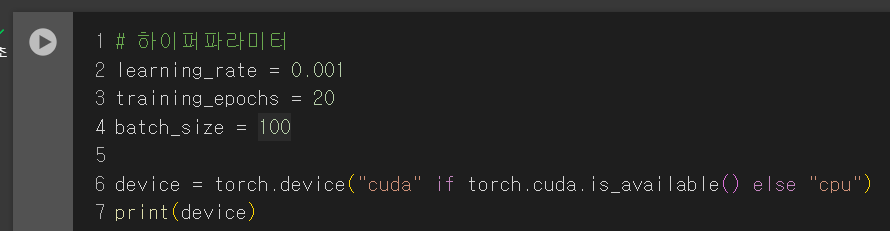 초
1 # 하이퍼파라미터
2 learning_rate = 0.001
3 training_epochs = 20
4 batch_size = 100
5
6 device = torch.device("cuda" if torch.cuda.is_available() else "cpu")
7 print(device)